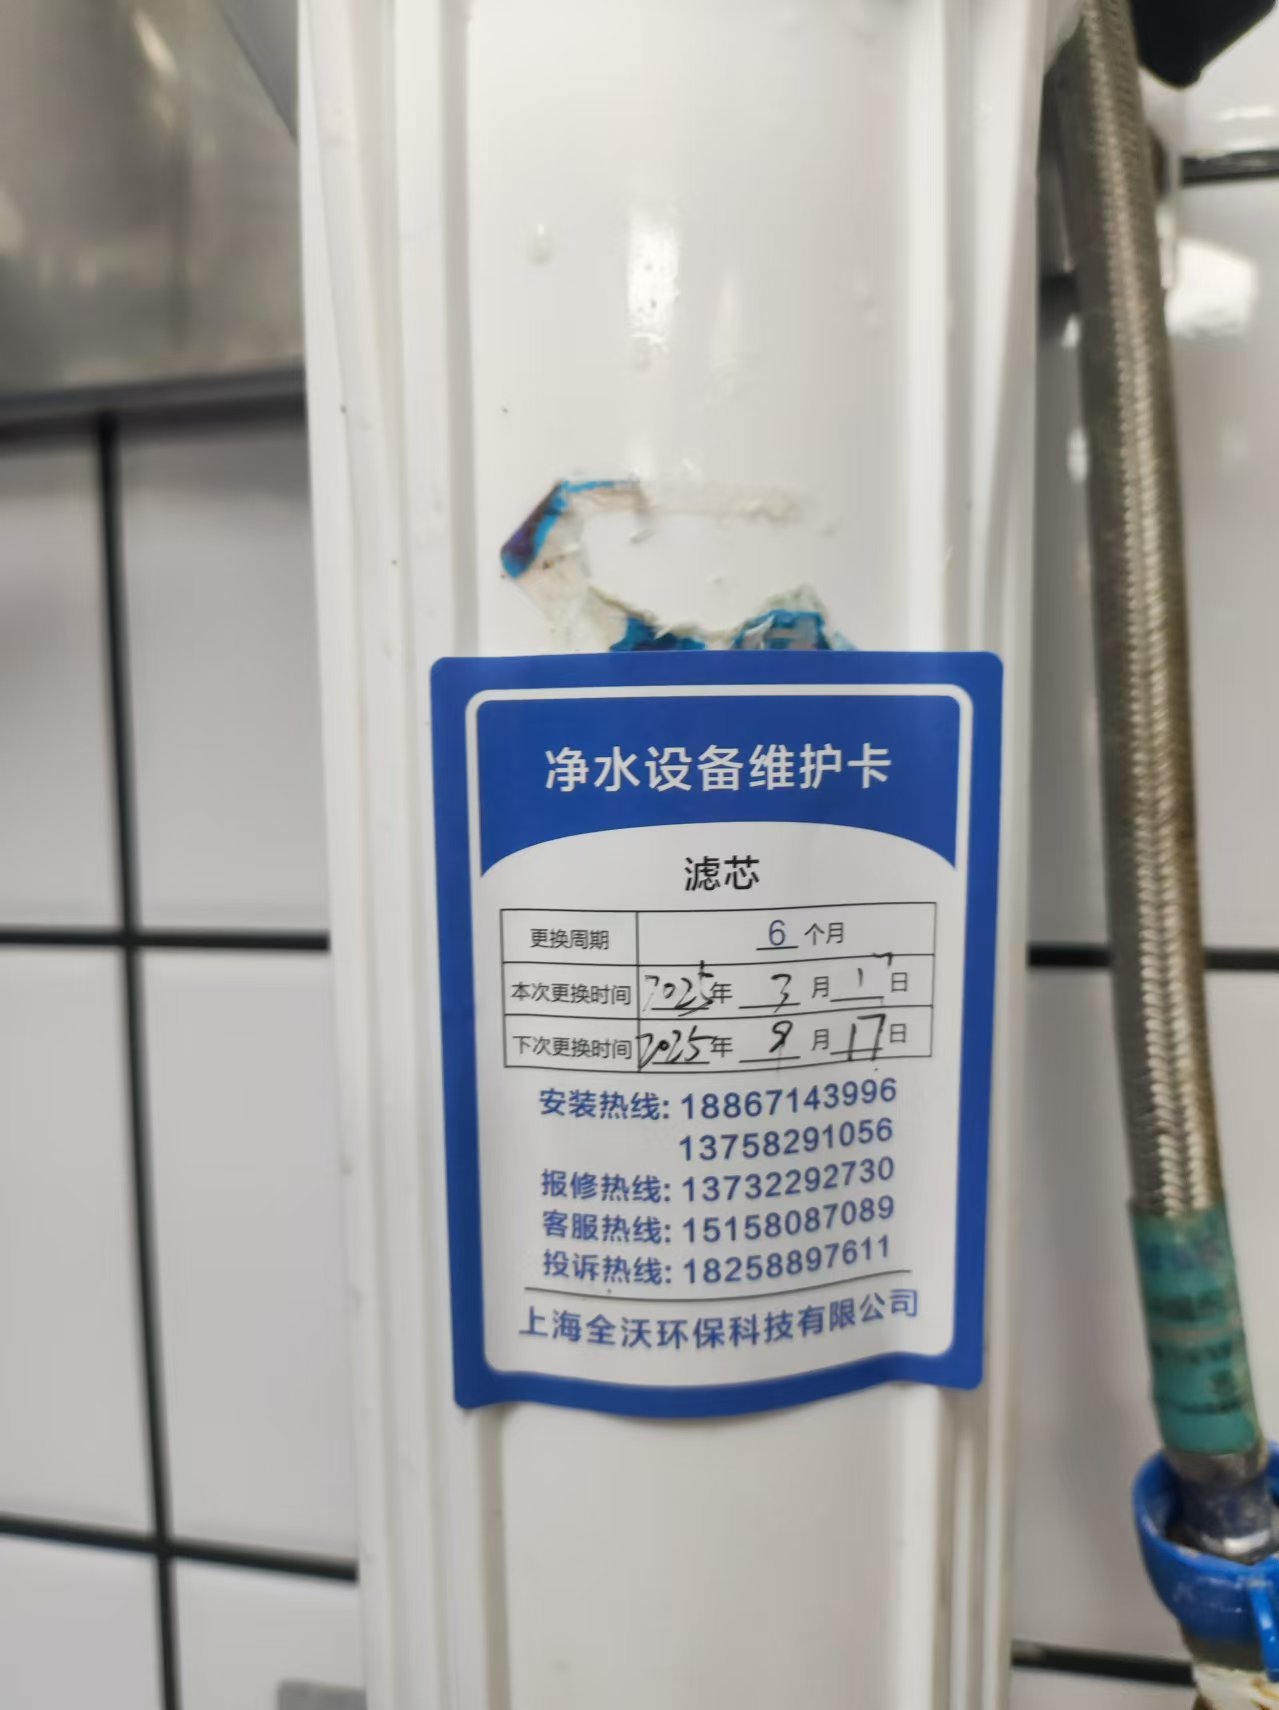 净水设备维护卡
滤芯
更换周期 6 个月
本次更换时间 2025年 3 月 17 日
下次更换时间 2025年 9 月 17 日
安装热线: 18867143996
13758291056
报修热线: 13732292730
客服热线: 15158087089
投诉热线: 18258897611
上海全沃环保科技有限公司